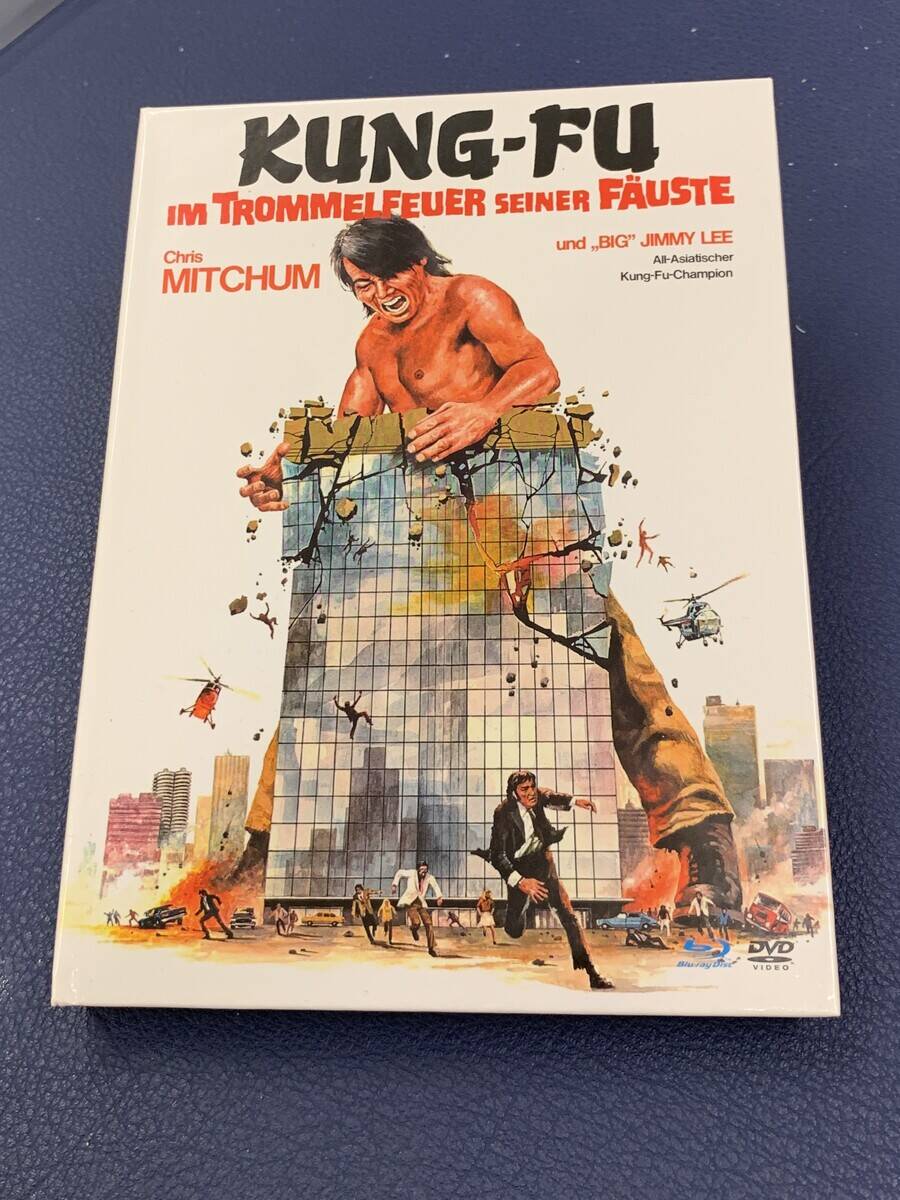 KUNG-FU
IM TROMMELFEUER SEINER FÄUSTE
Chris
MITCHUM
und „BIG” JIMMY LEE
All-Asiatischer
Kung-Fu-Champion
Blu-ray Disc
DVD
VIDEO